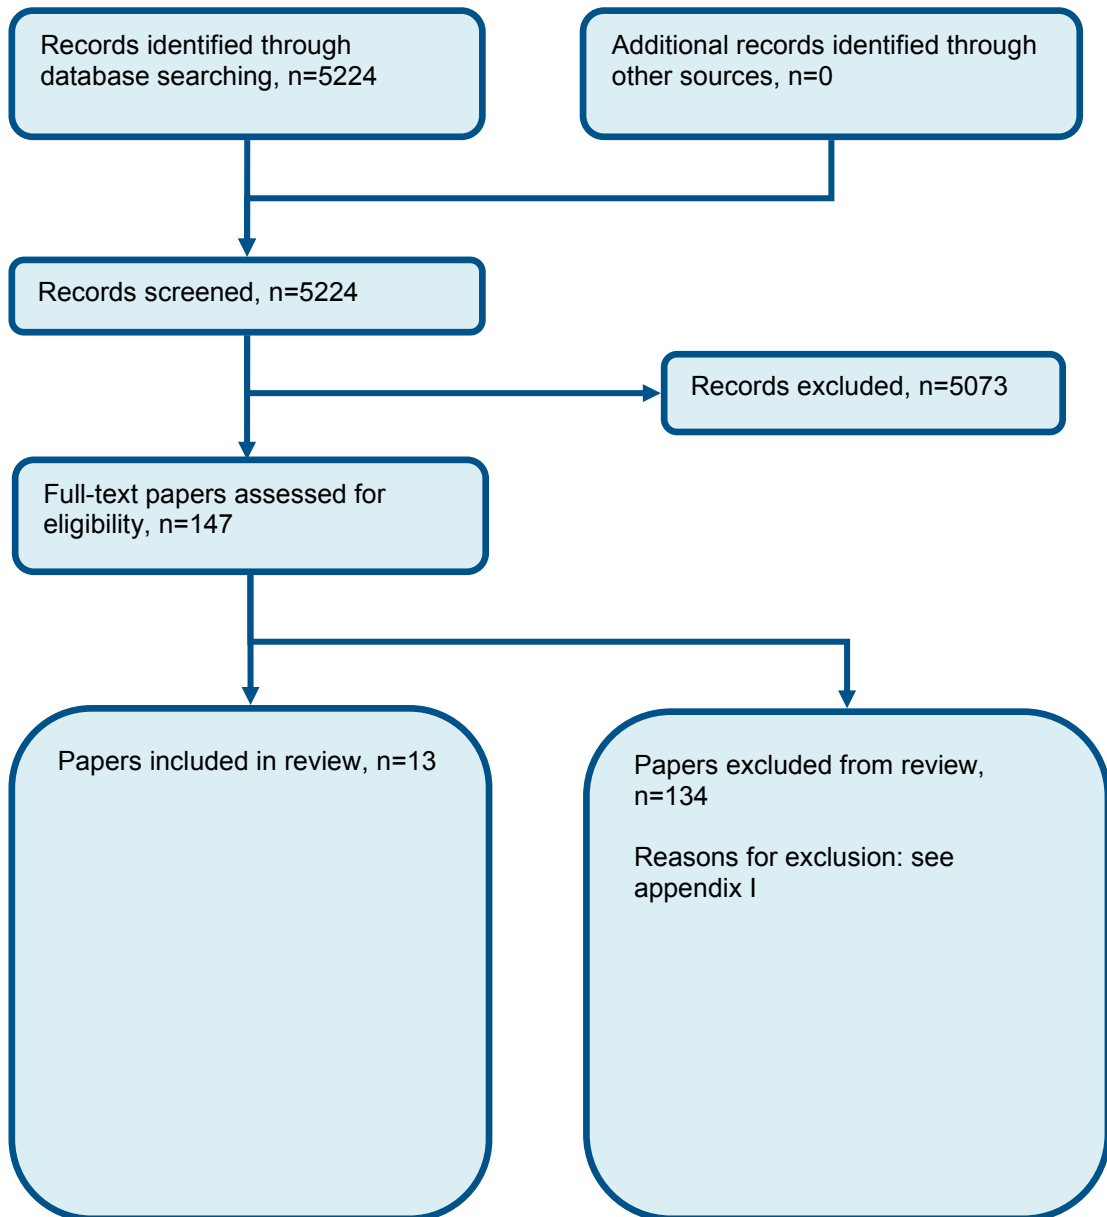 Records identified through
database searching, n=5224
Additional records identified through
other sources, n=0
Records screened, n=5224
Records excluded, n=5073
Full-text papers assessed for
eligibility, n=147
Papers included in review, n=13
Papers excluded from review,
n=134
Reasons for exclusion: see
appendix I